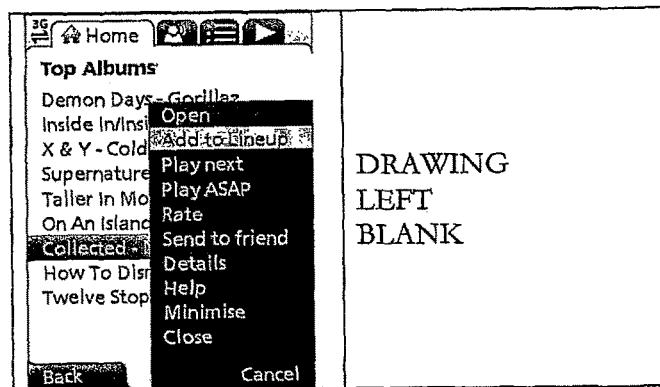 3G
Home
Top Albums
Demon Days - Gorillaz
Inside In/Insi
X & Y - Cold
Supernature
Taller In Mo
On An Island
Collected -
How To Disr
Twelve Stop
Open
Add to Lineup
Play next
Play ASAP
Rate
Send to friend
Details
Help
Minimise
Close
Back
Cancel
DRAWING
LEFT
BLANK